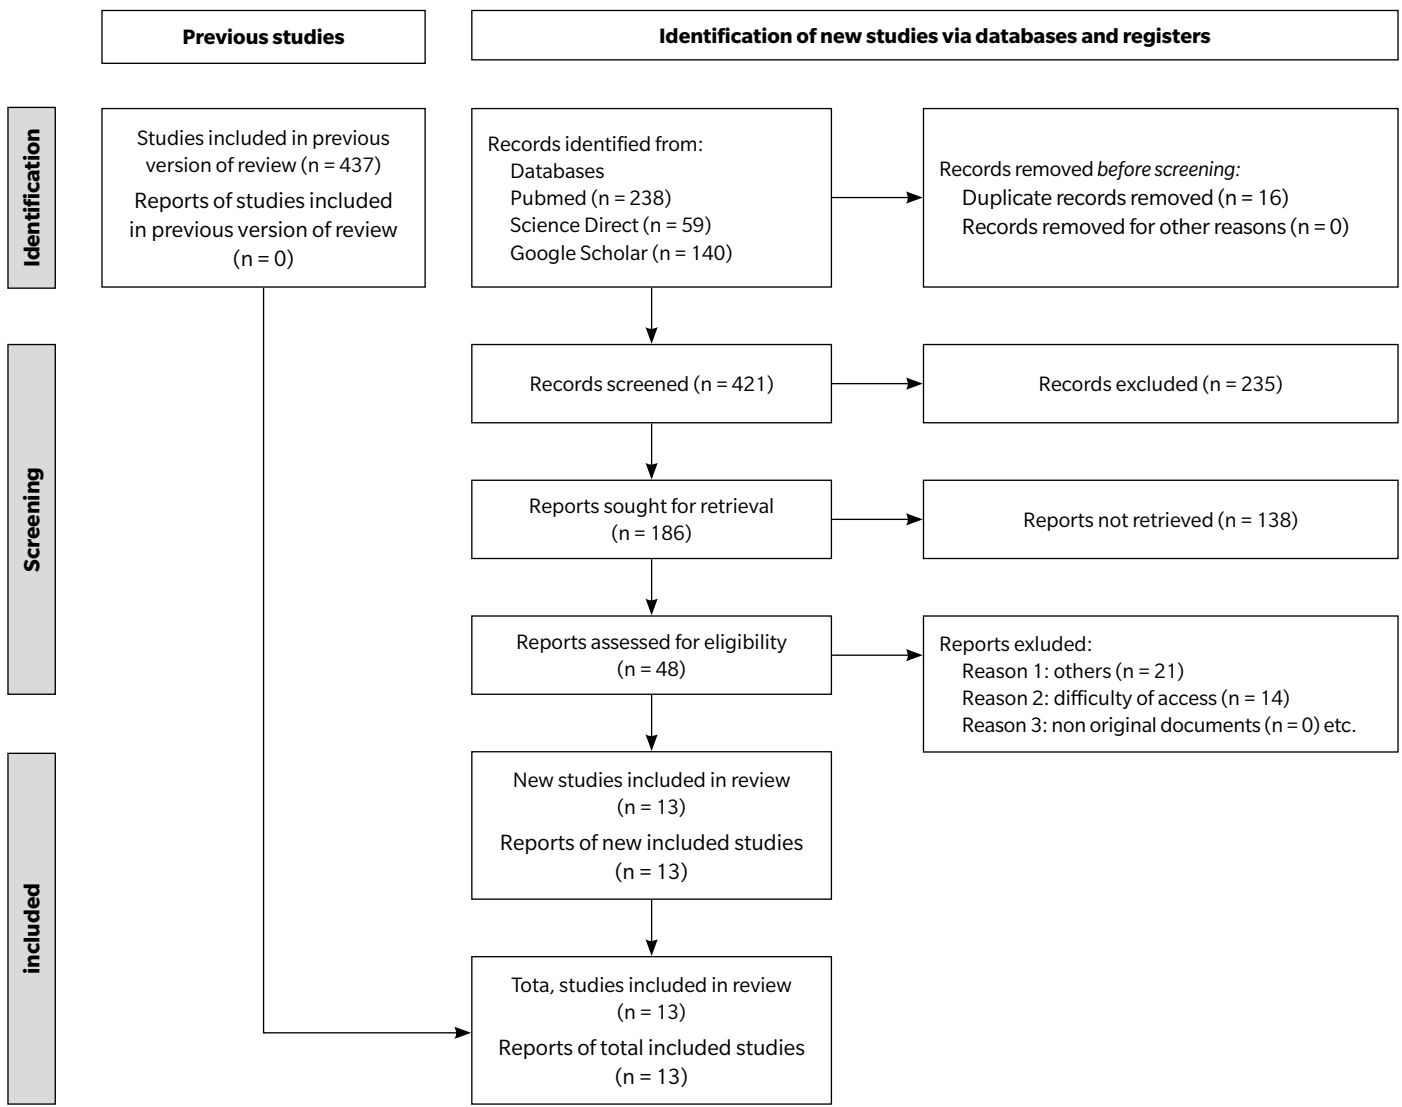 Previous studies
Identification of new studies via databases and registers
Identification
Studies included in previous
version of review (n = 437)
Reports of studies included
in previous version of review
(n = 0)
Records identified from:
Databases
Pubmed (n = 238)
Science Direct (n = 59)
Google Scholar (n = 140)
Records removed before screening:
Duplicate records removed (n = 16)
Records removed for other reasons (n = 0)
Screening
Records screened (n = 421)
Records excluded (n = 235)
Reports sought for retrieval
(n = 186)
Reports not retrieved (n = 138)
Reports assessed for eligibility
(n = 48)
Reports exluded:
Reason 1: others (n = 21)
Reason 2: difficulty of access (n = 14)
Reason 3: non original documents (n = 0) etc.
included
New studies included in review
(n = 13)
Reports of new included studies
(n = 13)
Tota, studies included in review
(n = 13)
Reports of total included studies
(n = 13)